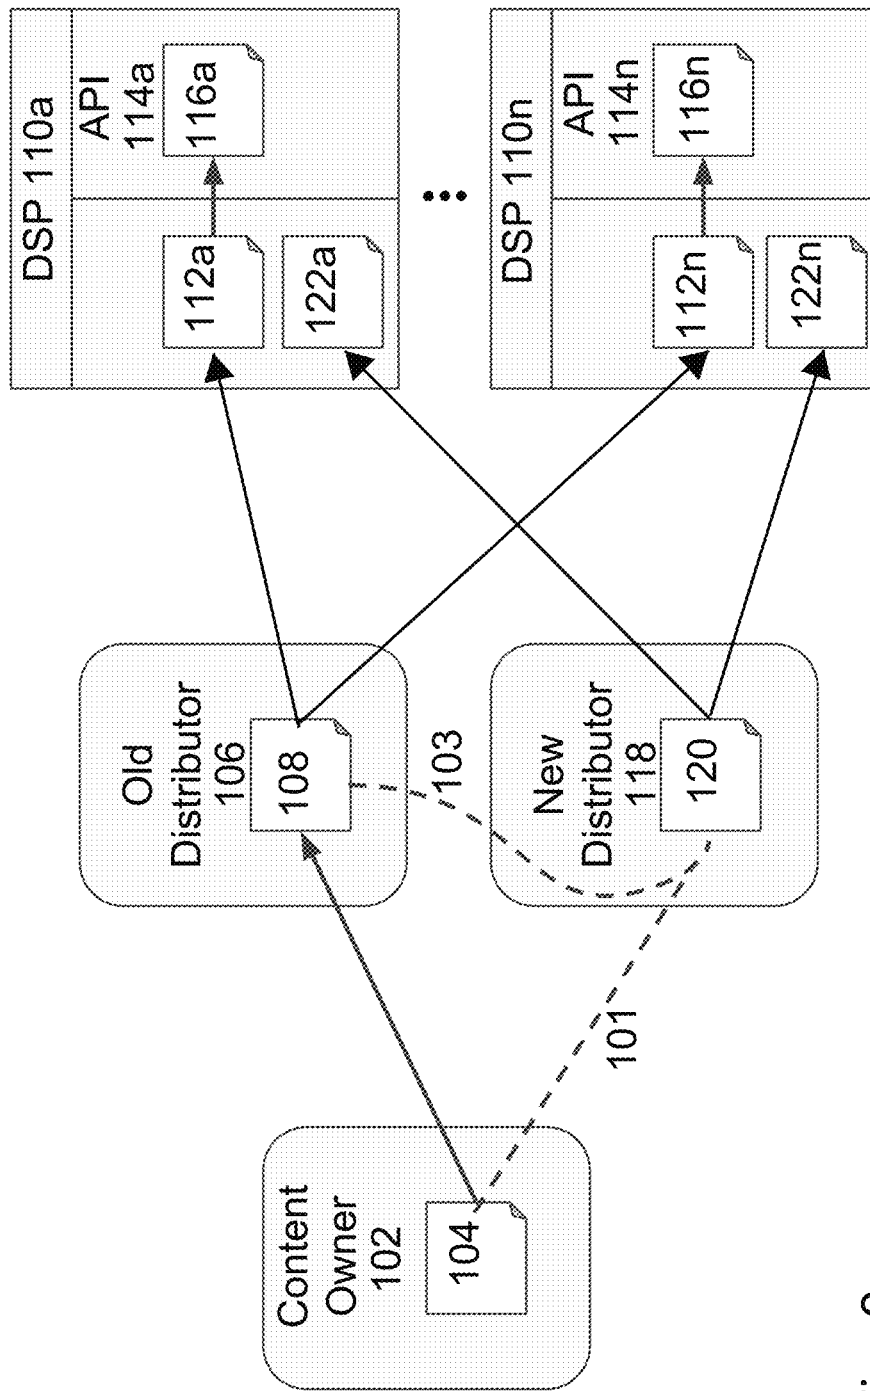 Content
Owner
102
104
101
Old
Distributor
106
108
103
New
Distributor
118
120
DSP 110a
API
114a
112a
116a
122a
DSP 110n
API
114n
112n
116n
122n